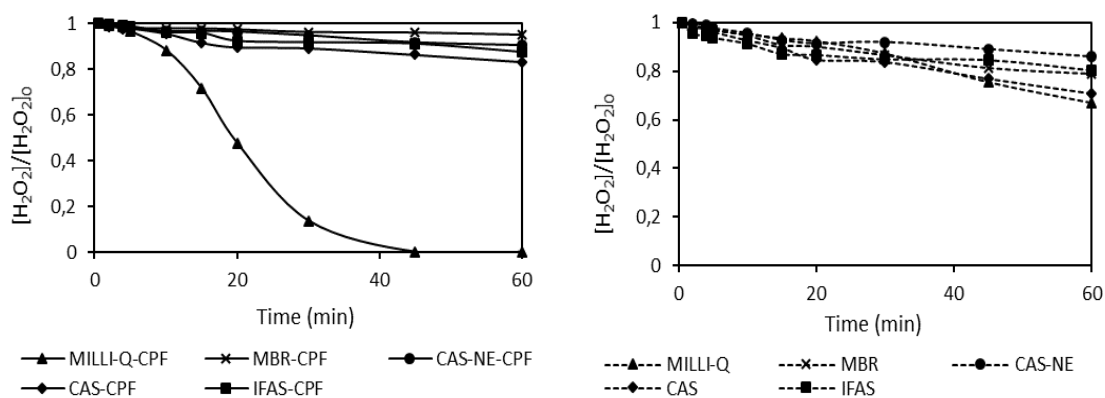 1
0,8
0,6
0,4
0,2
0
[H₂O₂]/[H₂O₂]₀
0 20 40 60
Time (min)
MILLI-Q-CPF MBR-CPF CAS-NE-CPF
CAS-CPF IFAS-CPF
1
0,8
0,6
0,4
0,2
0
[H₂O₂]/[H₂O₂]₀
0 20 40 60
Time (min)
MILLI-Q MBR CAS-NE
CAS IFAS